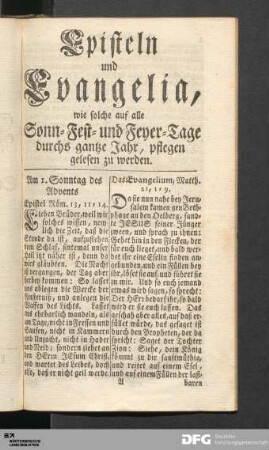 Episteln
und
Evangelia,
wie solche auf alle
Sonn-Fest- und Feyer-Tage
durchs gantze Jahr, pflegen
gelesen zu werden.
Am 1. Sonntag des
Advents
Epistel Röm. 13, 11 14.
Lieben Brüder, weil wir
solches wissen, nem-
lich die Zeit, daß die
Stunde da ist, aufzustehen
vom Schlaf, sintemal unser
Heil itzt näher ist, dann da
wirs gläubten. Die Nacht
ist vergangen, der Tag aber
herbey kommen: So lasset
uns ablegen die Wercke der
Finsterniß, und anlegen die
Waffen des Lichts. Lasset
uns ehrbarlich wandeln, als
am Tage, nicht in Fressen und
Sauffen, nicht in Kammern
und Unzucht, nicht in Hader
und Neid; sondern ziehet an
den HErrn JEsum Christ,
und wartet des Leibes, doch
also, daß er nicht geil werde.
Das Evangelium, Matth.
21, 1 - 9.
Da sie nun nahe bey Jeru-
salem kamen gen Beth-
phage an den Oelberg, sand-
te JESUS seiner Jünger
zween, und sprach zu ihnen:
Gehet hin in den Flecken, der
für euch lieget, und bald wer-
det ihr eine Eselin finden an-
gebunden, und ein Füllen bey
ihr, löset sie auf, und führet sie
zu mir. Und so euch jemand
etwas wird sagen, so sprecht:
Der HErr bedarf ihr, so bald
wird er sie euch lassen. Das
geschah aber alles, auf daß er-
füllet würde, das gesaget ist
durch den Propheten, der da
spricht: Saget der Tochter
Zion: Siehe, dein König
kömmt zu dir sanftmüthig,
und reitet auf einem Esel,
und auf einem Füllen der last-
A baren
DFG Deutsche
Forschungsgemeinschaft